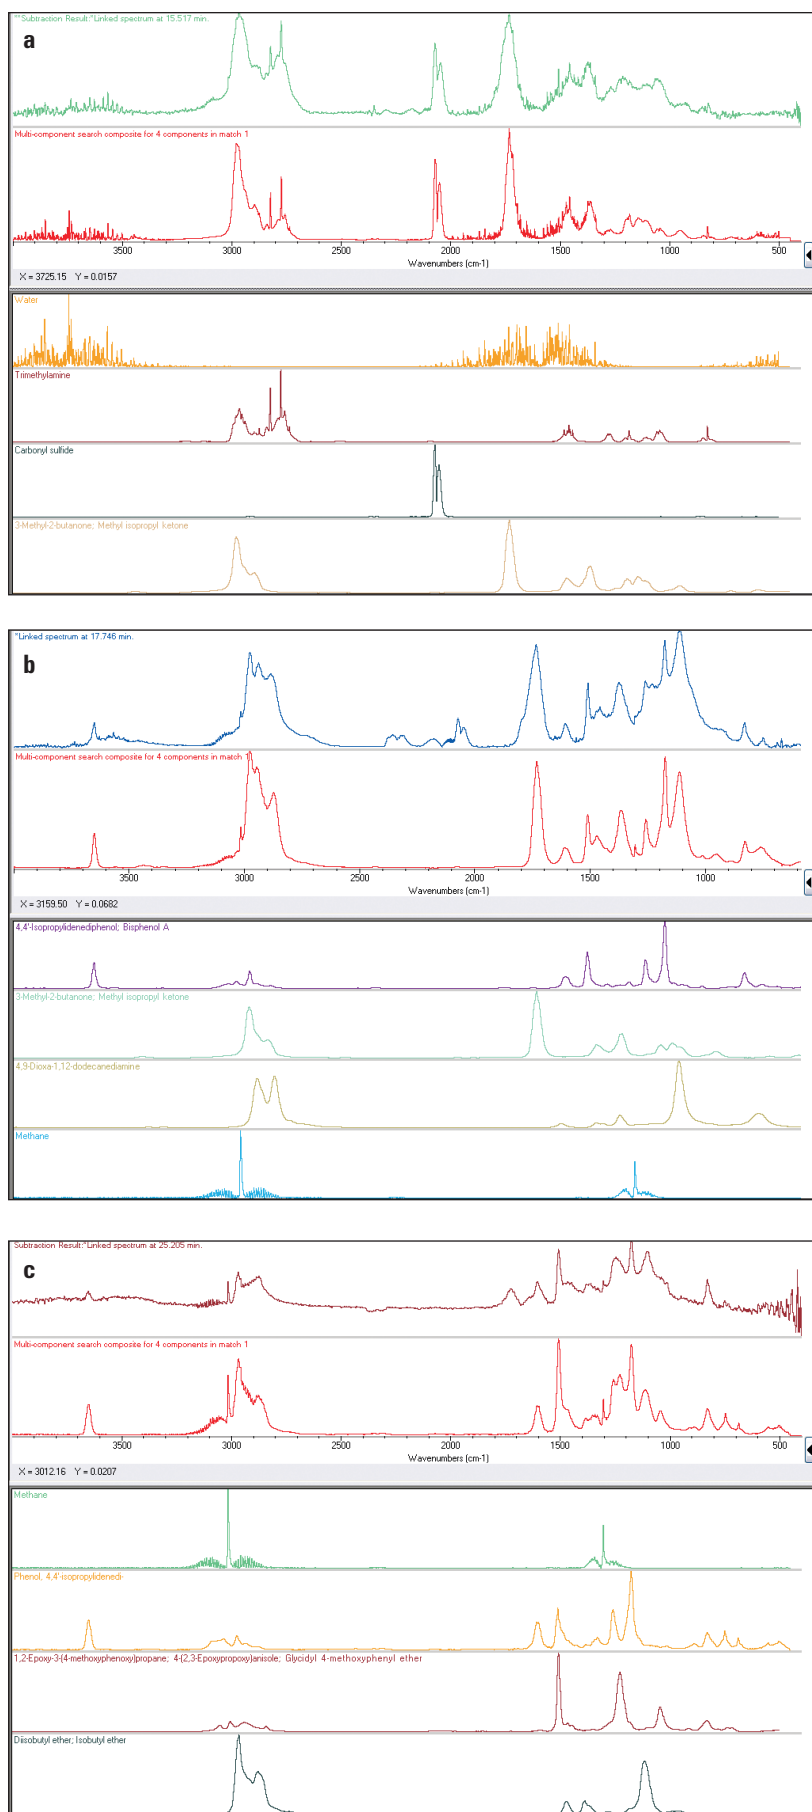 **Subtraction Result:*Linked spectrum at 15.517 min.
a
Multi-component search composite for 4 components in match 1
3500 3000 2500 2000 1500 1000 500
Wavenumbers (cm-1)
X = 3725.15 Y = 0.0157
Water
Trimethylamine
Carbonyl sulfide
3-Methyl-2-butanone; Methyl isopropyl ketone
*Linked spectrum at 17.746 min.
b
Multi-component search composite for 4 components in match 1
3500 3000 2500 2000 1500 1000
Wavenumbers (cm-1)
X = 3159.50 Y = 0.0682
4,4'-Isopropylidenediphenol; Bisphenol A
3-Methyl-2-butanone; Methyl isopropyl ketone
4,9-Dioxa-1,12-dodecanediamine
Methane
Subtraction Result:*Linked spectrum at 25.205 min.
c
Multi-component search composite for 4 components in match 1
3500 3000 2500 2000 1500 1000 500
Wavenumbers (cm-1)
X = 3012.16 Y = 0.0207
Methane
Phenol, 4,4'-isopropylidenedi-
1,2-Epoxy-3-(4-methoxyphenoxy)propane; 4-(2,3-Epoxypropoxy)anisole; Glycidyl 4-methoxyphenyl ether
Diisobutyl ether; Isobutyl ether